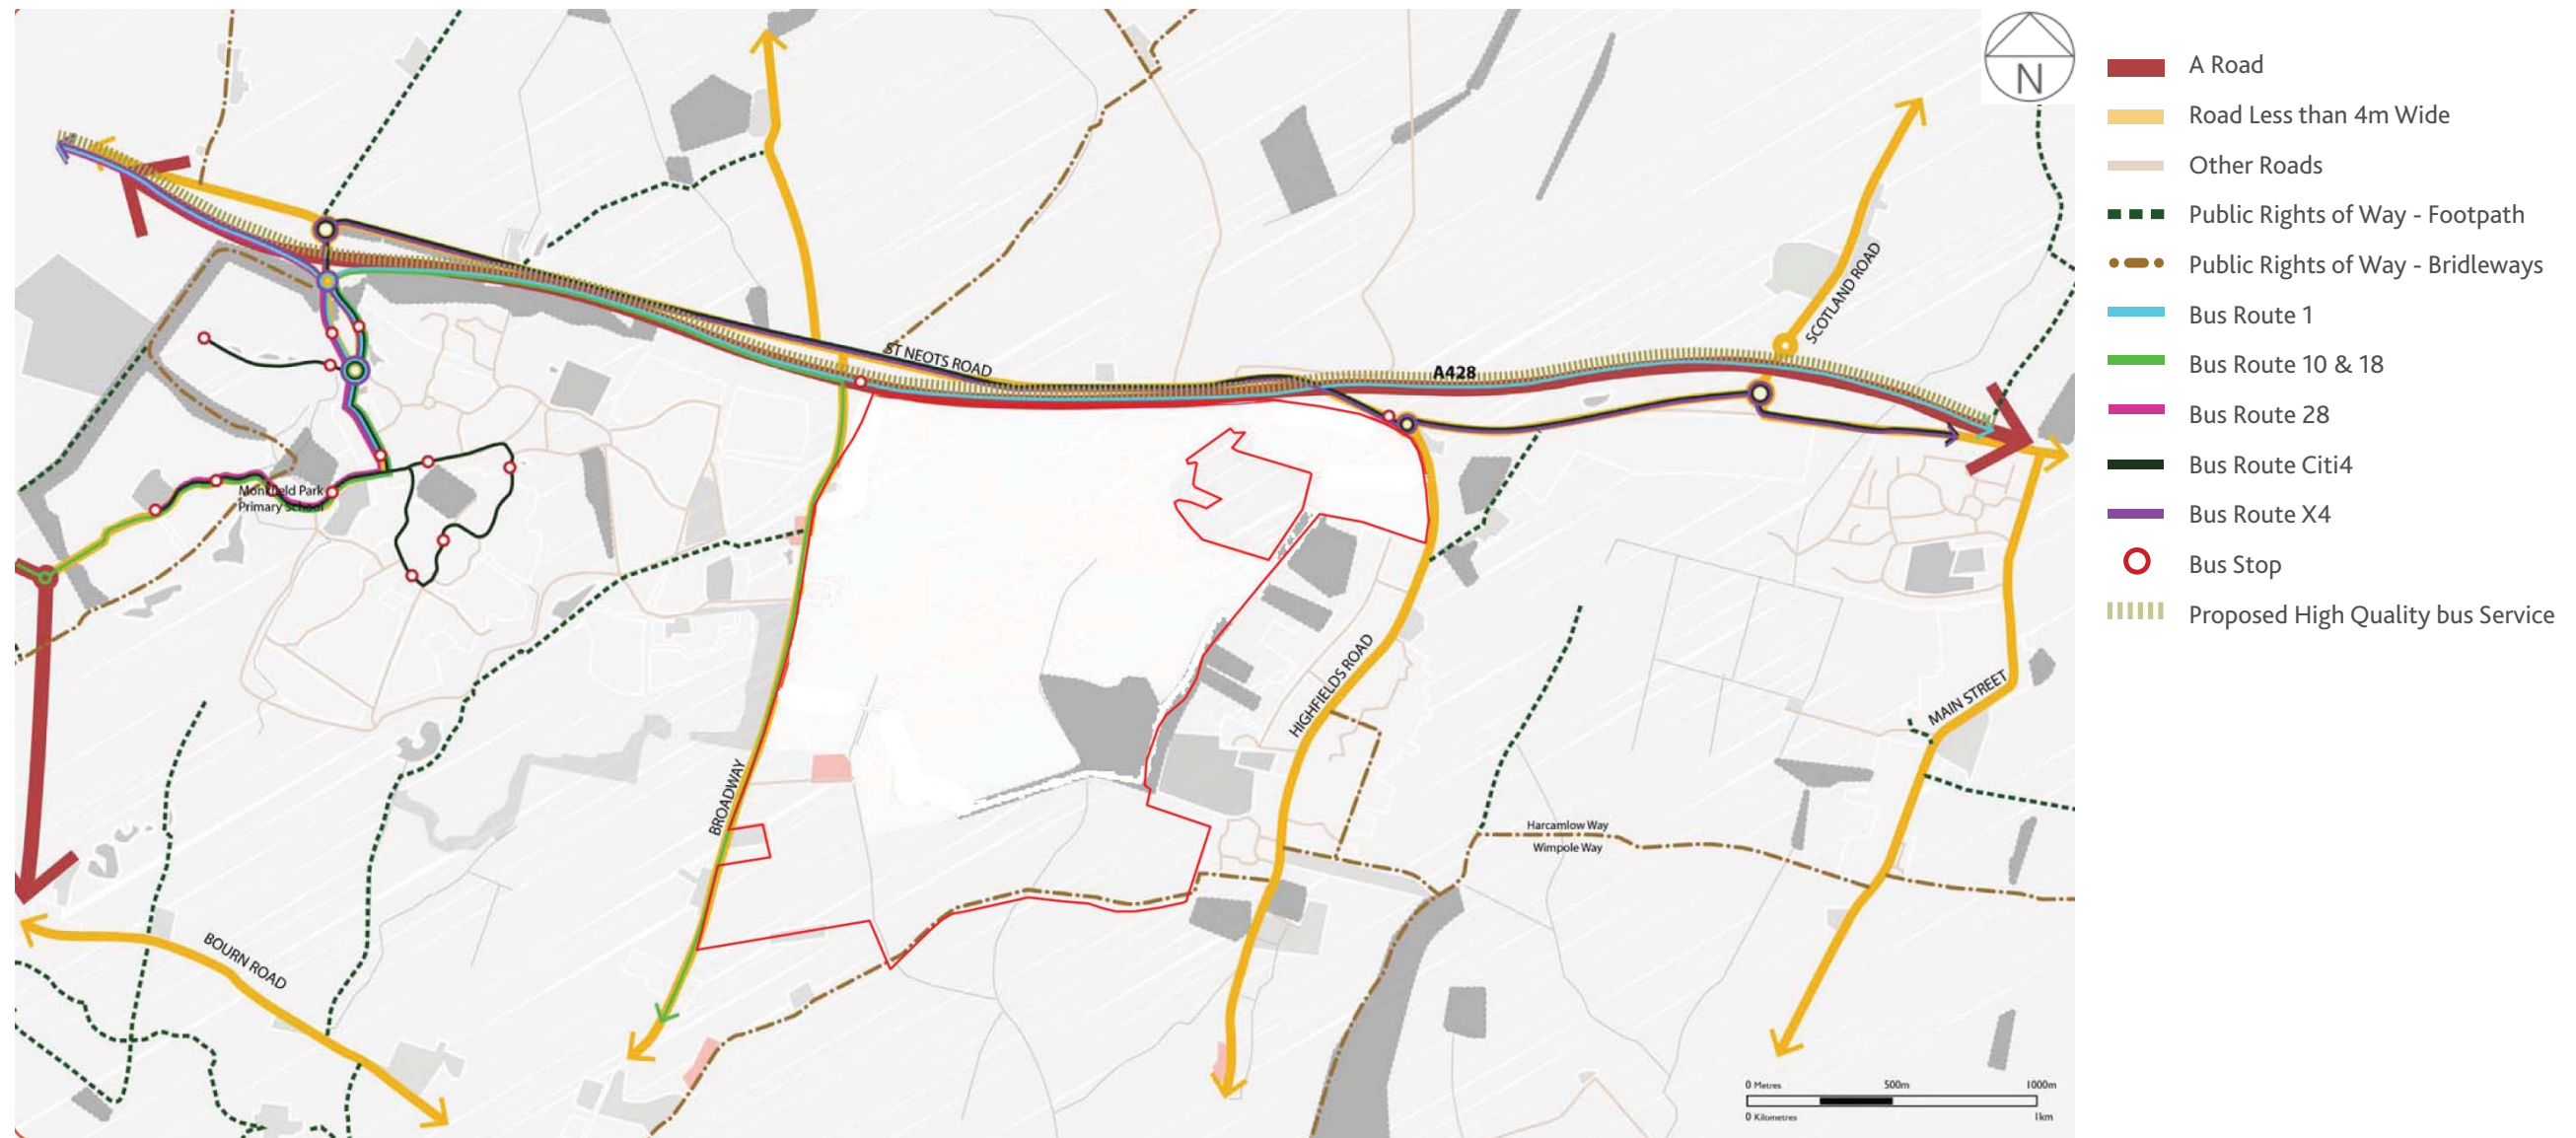 N
ST NEOTS ROAD
A428
SCOTLAND ROAD
Monkfield Park
Primary School
HIGHFIELDS ROAD
MAIN STREET
BROADWAY
Harcamlow Way
Wimpole Way
BOURN ROAD
0 Metres 500m 1000m
0 Kilometres 1km
A Road
Road Less than 4m Wide
Other Roads
Public Rights of Way - Footpath
Public Rights of Way - Bridleways
Bus Route 1
Bus Route 10 & 18
Bus Route 28
Bus Route Citi4
Bus Route X4
Bus Stop
Proposed High Quality bus Service